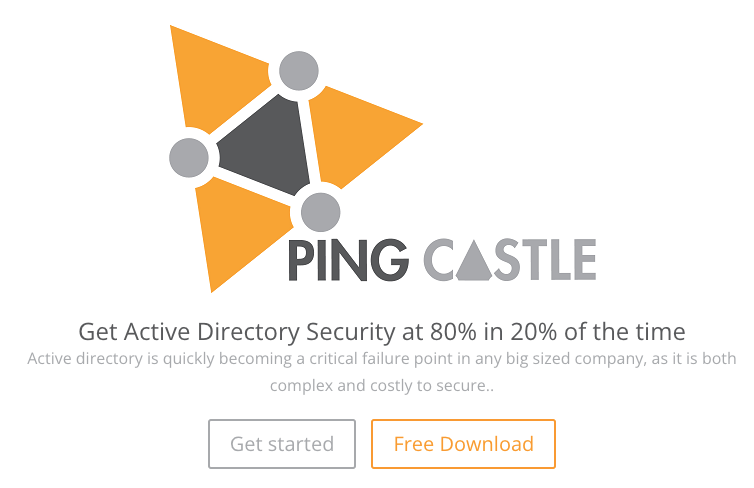 PING CASTLE
Get Active Directory Security at 80% in 20% of the time
Active directory is quickly becoming a critical failure point in any big sized company, as it is both
complex and costly to secure..
Get started
Free Download